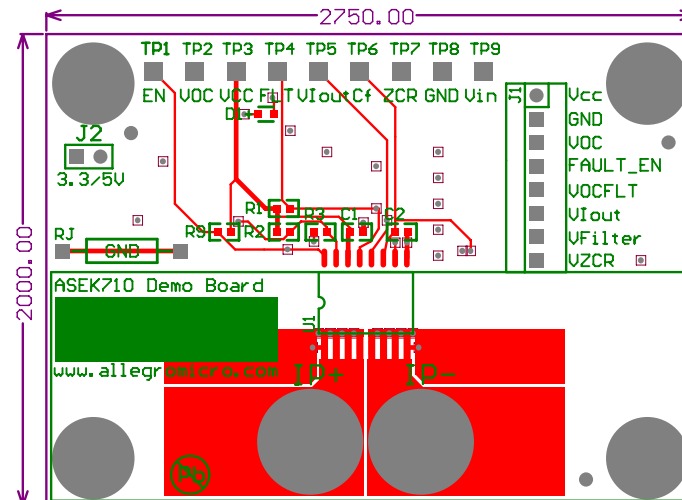 2750.00
TP1 TP2 TP3 TP4 TP5 TP6 TP7 TP8 TP9
EN VOC VCC FLT VIout Cf ZCR GND Vin
J1
Vcc
GND
VOC
FAULT_EN
VOCFLT
VIout
VFilter
VZCR
D1
J2
3.3/5V
R1
R3 C1 C2
R2
RJ
GND
2000.00
ASEK710 Demo Board
U1
www.allegromicro.com
IP+ IP-
Pb